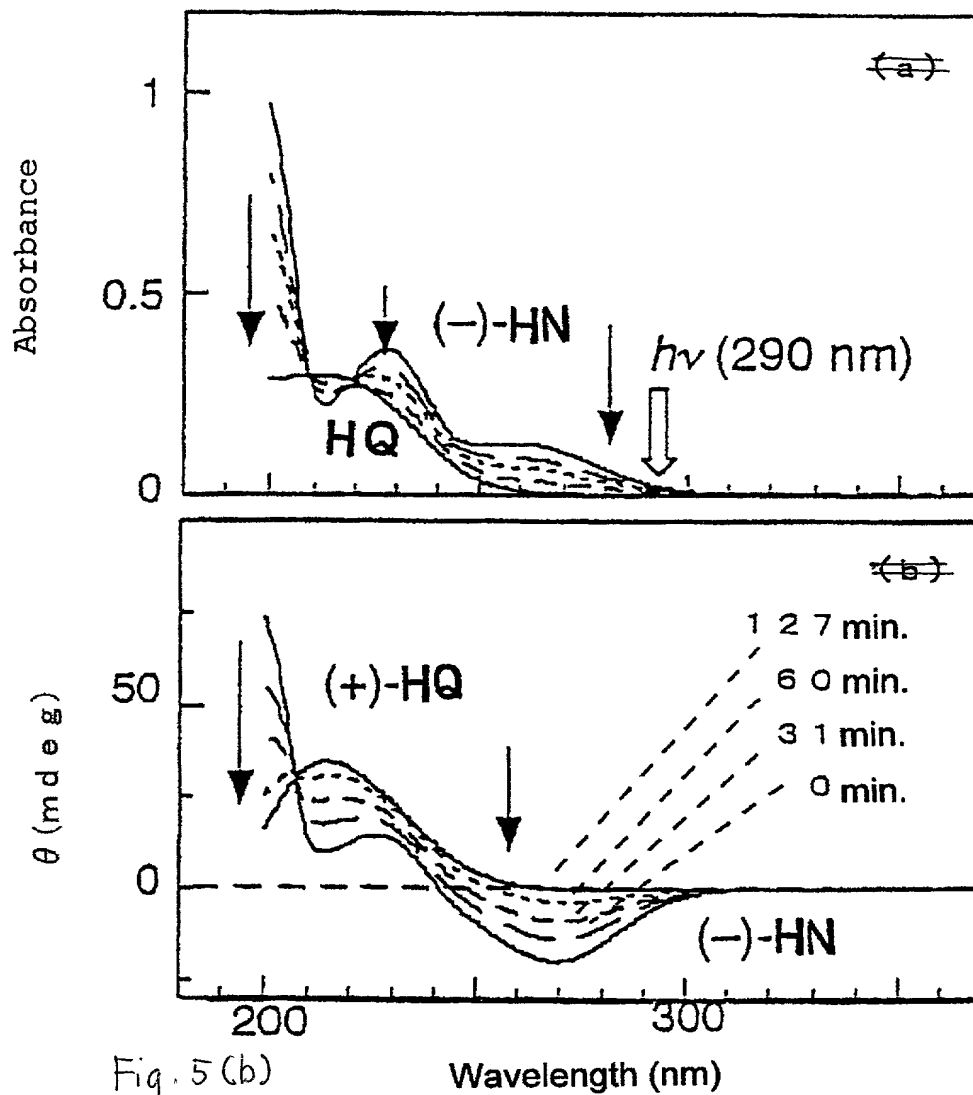 (a)
1
Absorbance
0.5
(−)-HN
hν (290 nm)
HQ
0
(b)
1 2 7 min.
(+)-HQ
50
6 0 min.
3 1 min.
θ (mdeg)
0 min.
0
(−)-HN
200
300
Fig. 5 (b)
Wavelength (nm)